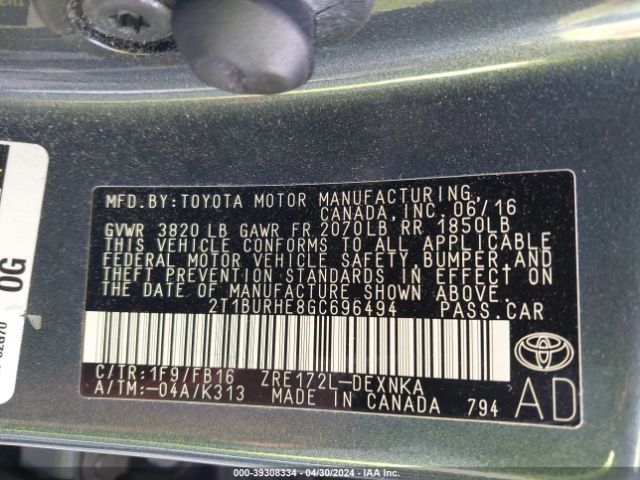 MFD.BY:TOYOTA MOTOR MANUFACTURING,
CANADA, INC. 06/16
GVWR 3820 LB GAWR FR 2070LB RR 1850LB
THIS VEHICLE CONFORMS TO ALL APPLICABLE
FEDERAL MOTOR VEHICLE SAFETY, BUMPER, AND
THEFT PREVENTION STANDARDS IN EFFECT ON
THE DATE OF MANUFACTURE SHOWN ABOVE.
2T1BURHE8GC696494 PASS.CAR
C/TR:1F9/FB16 ZRE172L-DEXNKA
A/TM:-04A/K313 MADE IN CANADA 794
AD
OG
000-39308334 - 04/30/2024 - IAA Inc.